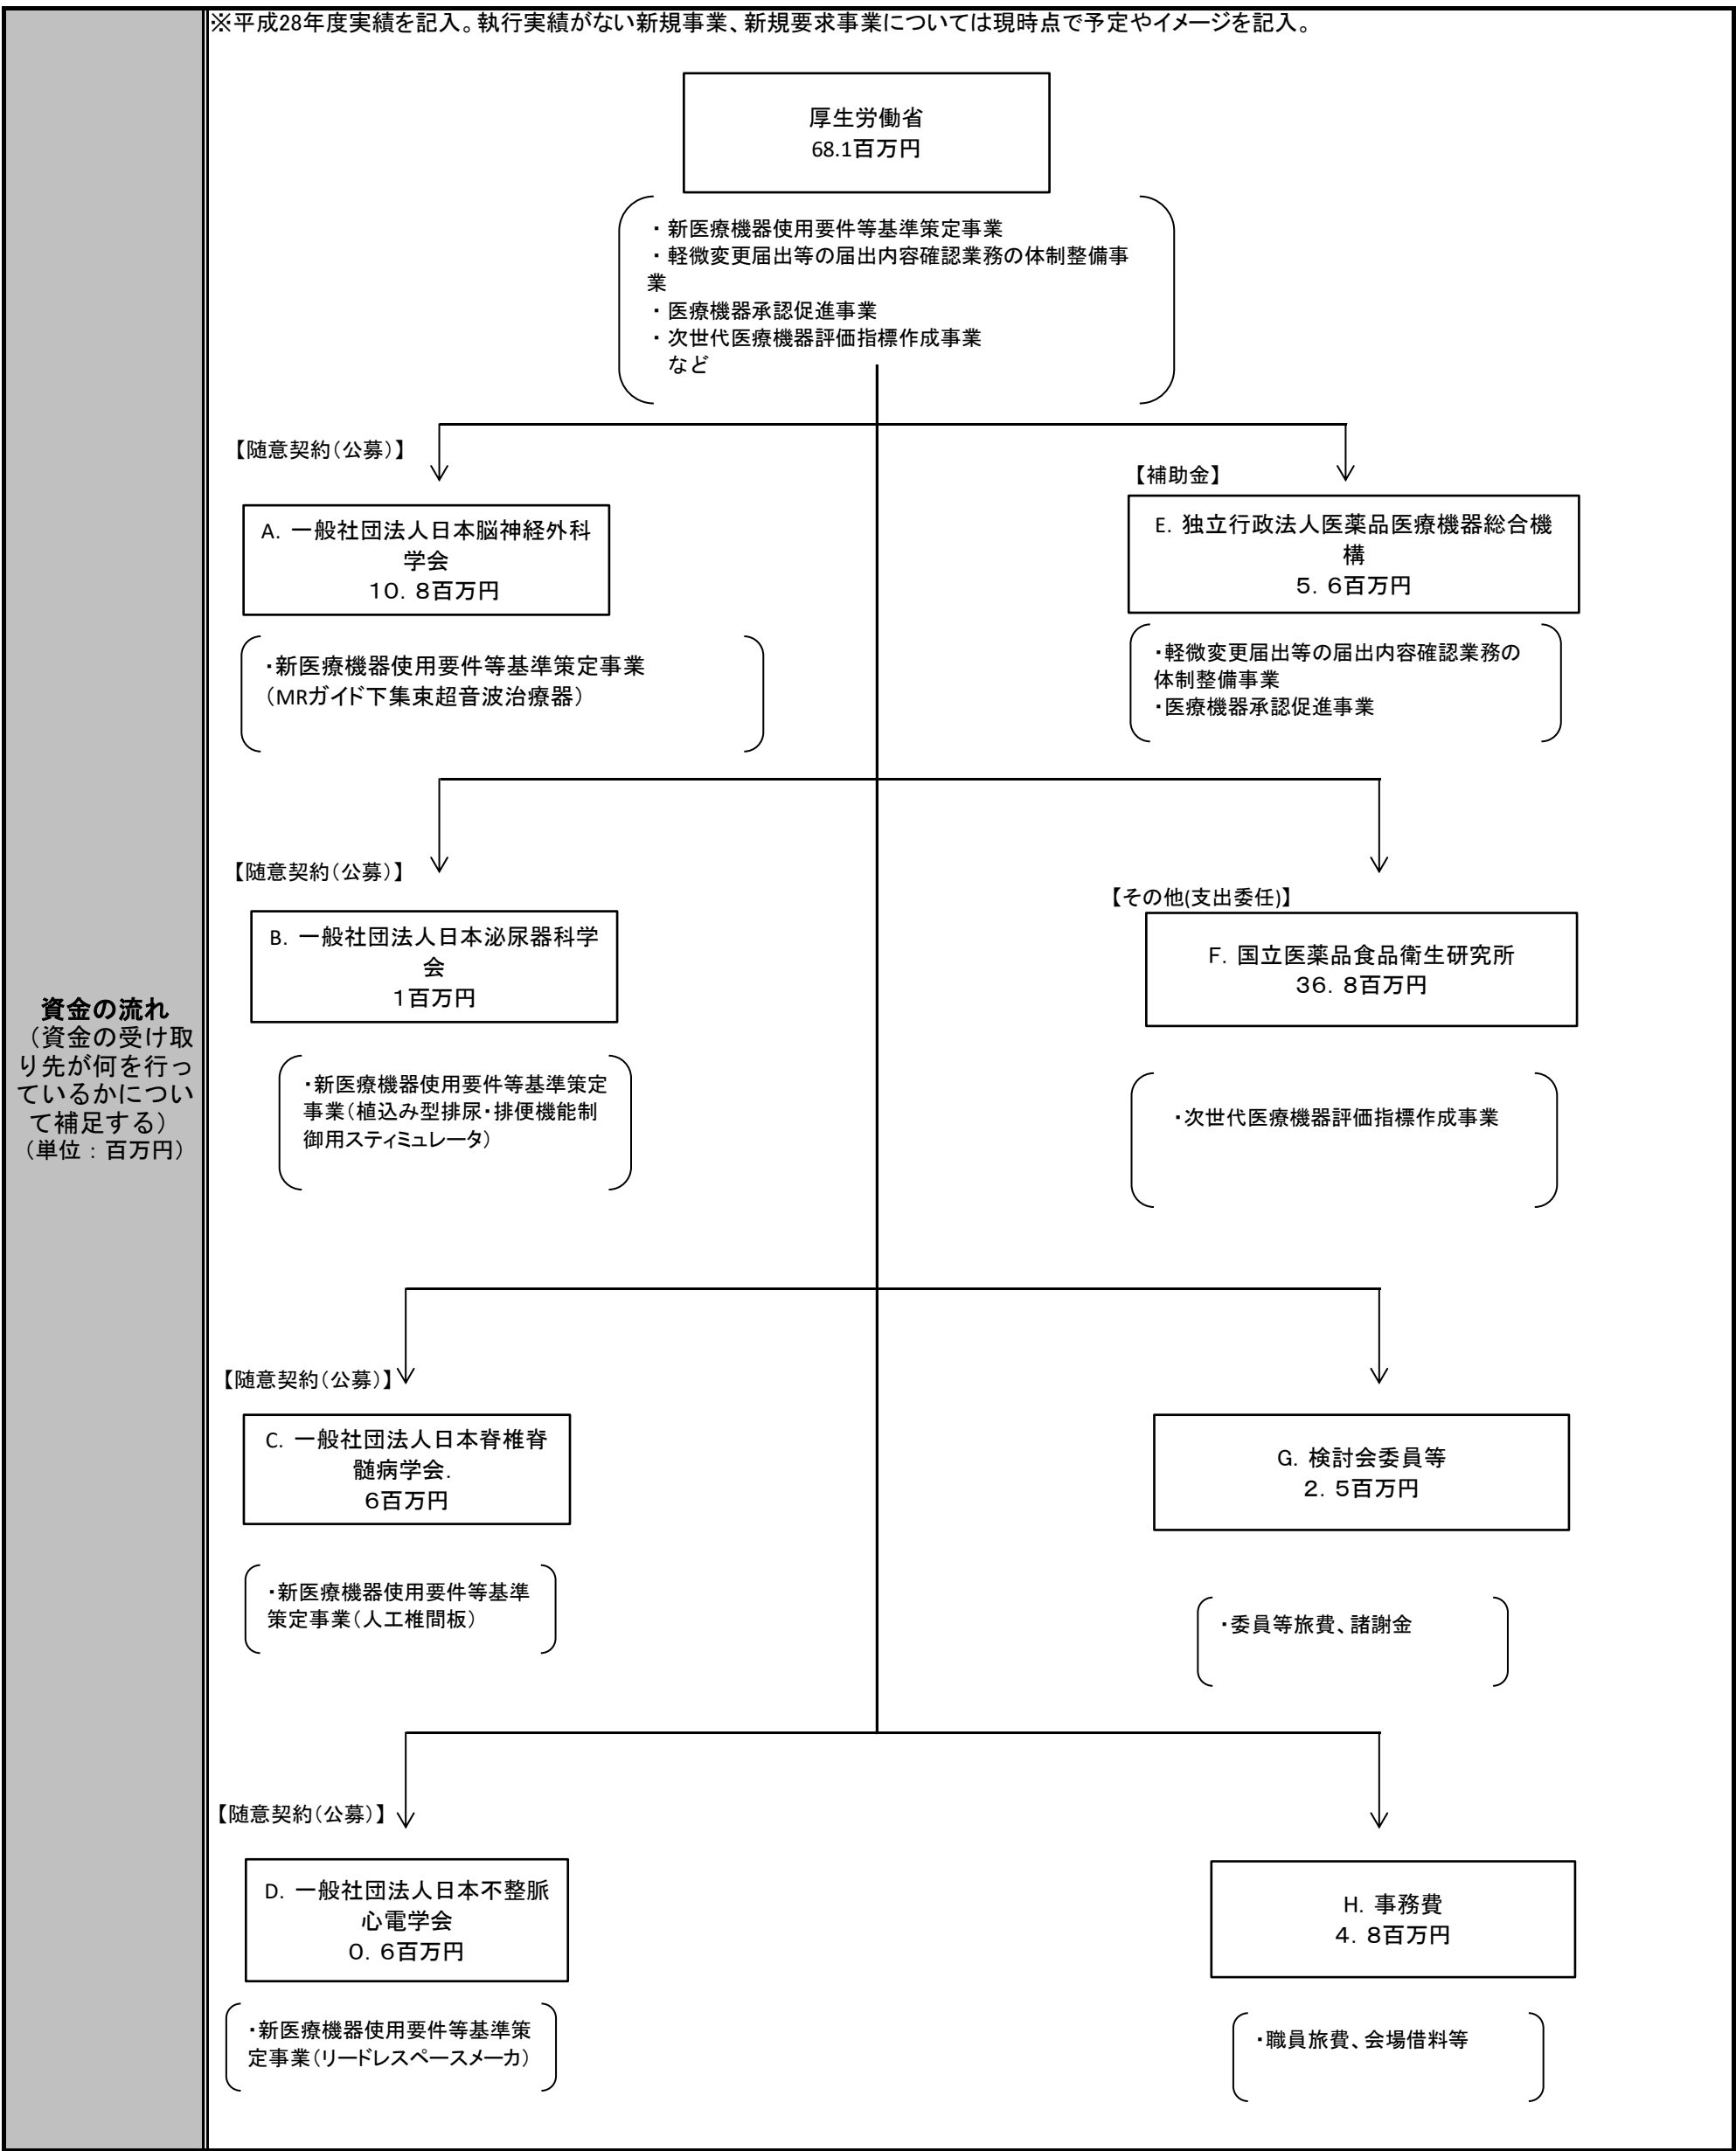 ※平成28年度実績を記入。執行実績がない新規事業、新規要求事業については現時点で予定やイメージを記入。
資金の流れ
（資金の受け取
り先が何を行っ
ているかについ
て補足する）
（単位：百万円）
厚生労働省
68.1百万円
・ 新医療機器使用要件等基準策定事業
・ 軽微変更届出等の届出内容確認業務の体制整備事
業
・ 医療機器承認促進事業
・ 次世代医療機器評価指標作成事業
など
【随意契約（公募）】
A. 一般社団法人日本脳神経外科
学会
１０．８百万円
・新医療機器使用要件等基準策定事業
（MRガイド下集束超音波治療器）
【補助金】
E. 独立行政法人医薬品医療機器総合機
構
５．６百万円
・軽微変更届出等の届出内容確認業務の
体制整備事業
・医療機器承認促進事業
【随意契約（公募）】
B. 一般社団法人日本泌尿器科学
会
１百万円
・新医療機器使用要件等基準策定
事業（植込み型排尿・排便機能制
御用スティミュレータ）
【その他(支出委任)】
F. 国立医薬品食品衛生研究所
３６．８百万円
・次世代医療機器評価指標作成事業
【随意契約（公募）】
C. 一般社団法人日本脊椎脊
髄病学会.
６百万円
・新医療機器使用要件等基準
策定事業（人工椎間板）
G. 検討会委員等
２．５百万円
・委員等旅費、諸謝金
【随意契約（公募）】
D. 一般社団法人日本不整脈
心電学会
０．６百万円
・新医療機器使用要件等基準策
定事業（リードレスペースメーカ）
H. 事務費
４．８百万円
・職員旅費、会場借料等